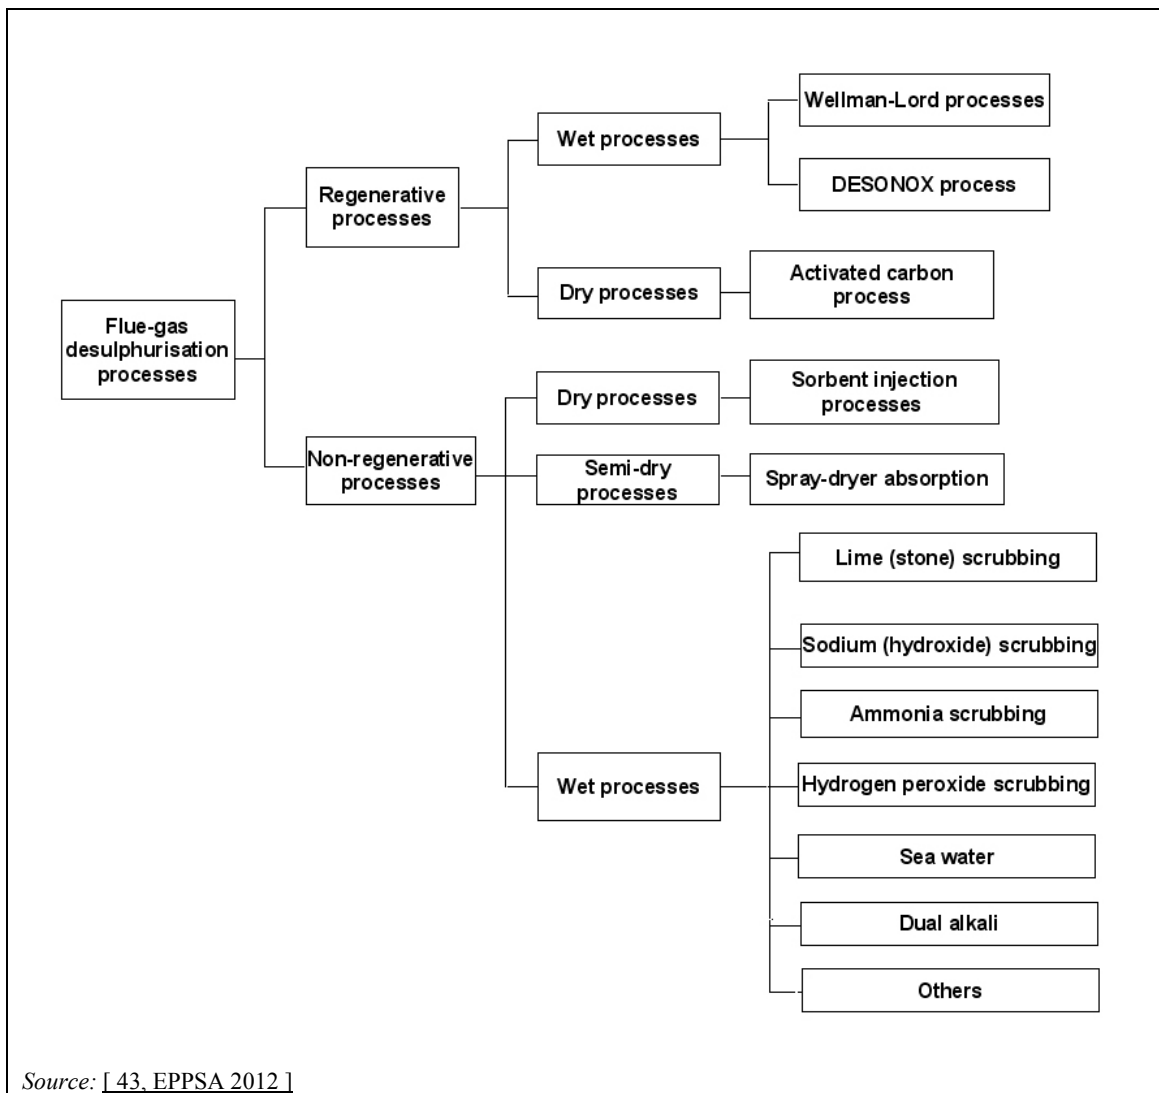 Wellman-Lord processes
Wet processes
DESONOX process
Regenerative
processes
Dry processes
Activated carbon
process
Flue-gas
desulphurisation
processes
Dry processes
Sorbent injection
processes
Non-regenerative
processes
Semi-dry
processes
Spray-dryer absorption
Lime (stone) scrubbing
Sodium (hydroxide) scrubbing
Ammonia scrubbing
Wet processes
Hydrogen peroxide scrubbing
Sea water
Dual alkali
Others
Source: [ 43, EPPSA 2012 ]